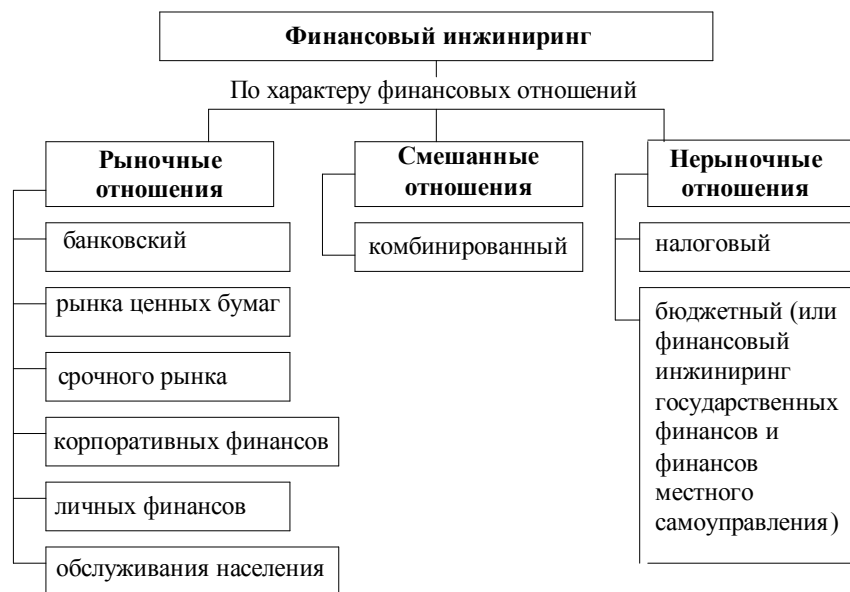 Финансовый инжиниринг
По характеру финансовых отношений
Рыночные
отношения
банковский
рынка ценных бумаг
срочного рынка
корпоративных финансов
личных финансов
обслуживания населения
Смешанные
отношения
комбинированный
Нерыночные
отношения
налоговый
бюджетный (или
финансовый
инжиниринг
государственных
финансов и
финансов
местного
самоуправления)